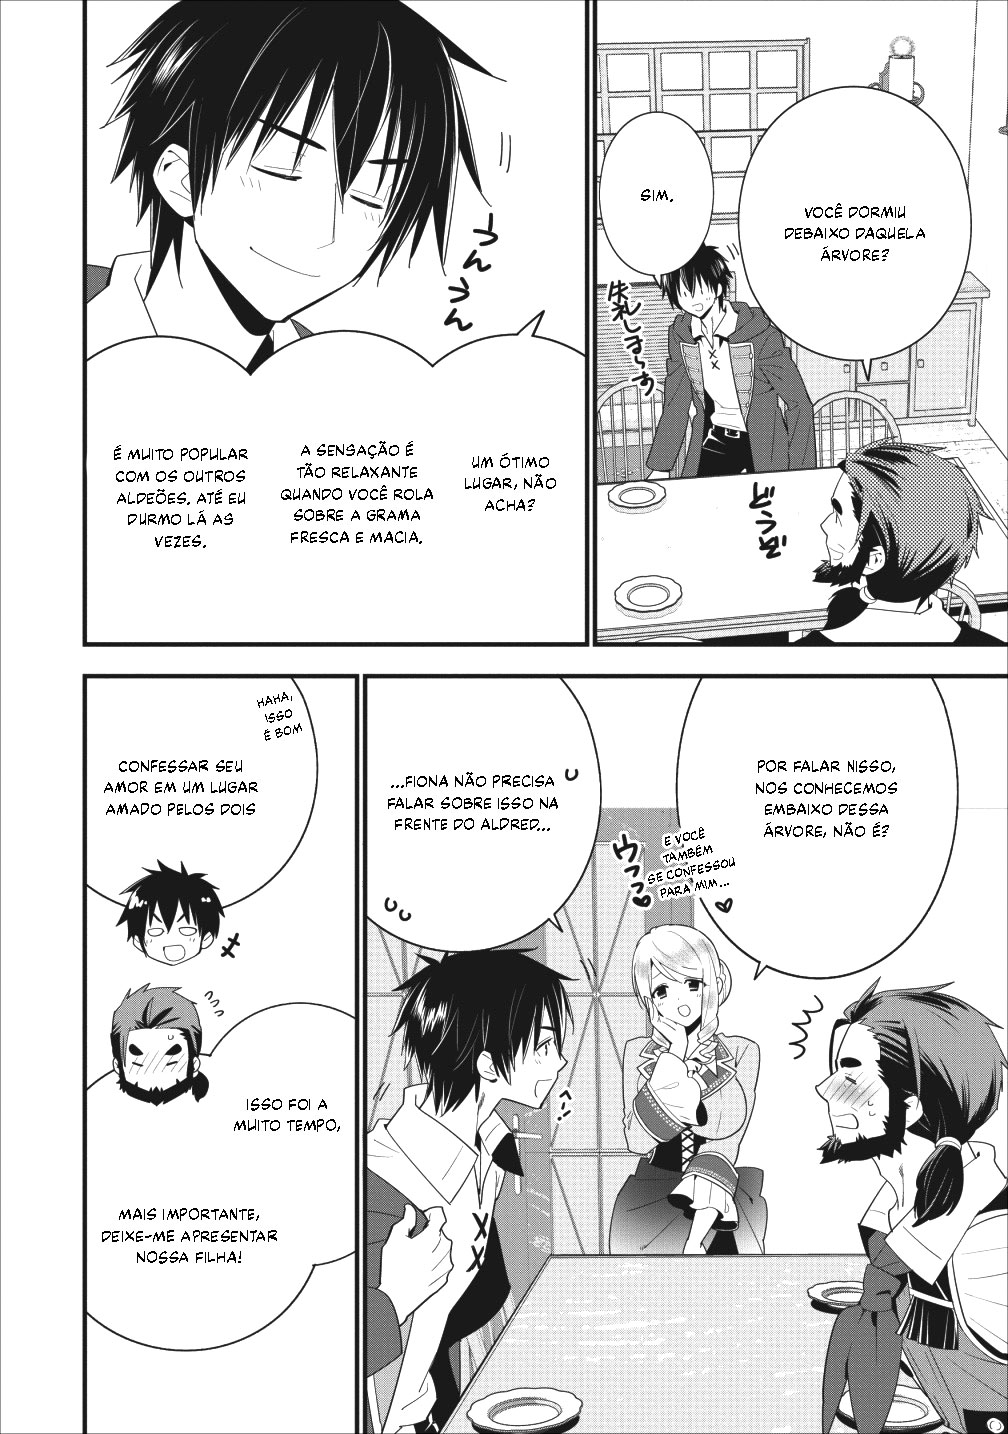 VOCÊ DORMIU
DEBAIXO DAQUELA
ÁRVORE?
SIM.
失礼しまーす
どうぞ
UM ÓTIMO
LUGAR, NÃO
ACHA?
A SENSAÇÃO É
TÃO RELAXANTE
QUANDO VOCÊ ROLA
SOBRE A GRAMA
FRESCA E MACIA.
É MUITO POPULAR
COM OS OUTROS
ALDEÕES. ATÉ EU
DURMO LÁ AS
VEZES.
うんうん
POR FALAR NISSO,
NOS CONHECEMOS
EMBAIXO DESSA
ÁRVORE, NÃO É?
E VOCÊ
TAMBÉM
SE CONFESSOU
PARA MIM...
ウフフ
...FIONA NÃO PRECISA
FALAR SOBRE ISSO NA
FRENTE DO ALDRED...
へー!
HAHA,
ISSO
É BOM
CONFESSAR SEU
AMOR EM UM LUGAR
AMADO PELOS DOIS
ISSO FOI A
MUITO TEMPO,
MAIS IMPORTANTE,
DEIXE-ME APRESENTAR
NOSSA FILHA!